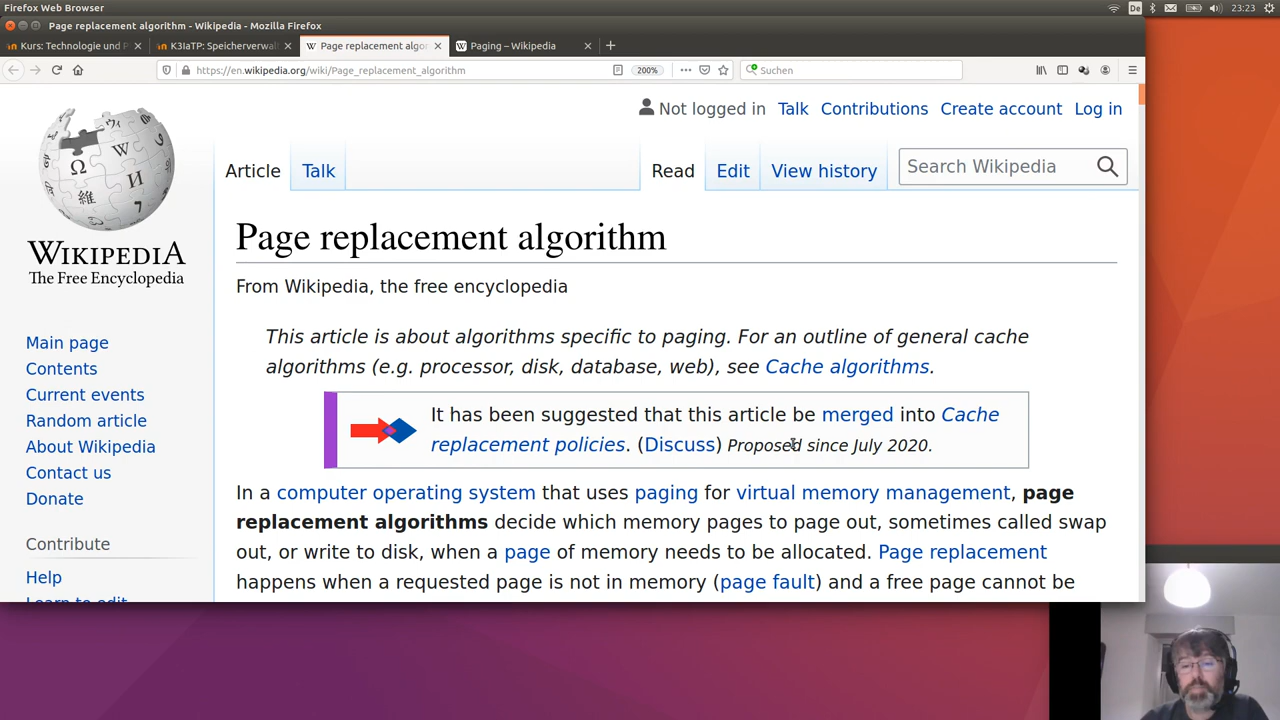 Firefox Web Browser
De
23:23
Page replacement algorithm - Wikipedia - Mozilla Firefox
Kurs: Technologie und P
K3IaTP: Speicherverwal
Page replacement algor
Paging – Wikipedia
https://en.wikipedia.org/wiki/Page_replacement_algorithm
200%
Suchen
Not logged in Talk Contributions Create account Log in
Article Talk Read Edit View history Search Wikipedia
WIKIPEDIA
The Free Encyclopedia
Main page
Contents
Current events
Random article
About Wikipedia
Contact us
Donate
Contribute
Help
Learn to edit
Page replacement algorithm
From Wikipedia, the free encyclopedia
This article is about algorithms specific to paging. For an outline of general cache
algorithms (e.g. processor, disk, database, web), see Cache algorithms.
It has been suggested that this article be merged into Cache
replacement policies. (Discuss) Proposed since July 2020.
In a computer operating system that uses paging for virtual memory management, page
replacement algorithms decide which memory pages to page out, sometimes called swap
out, or write to disk, when a page of memory needs to be allocated. Page replacement
happens when a requested page is not in memory (page fault) and a free page cannot be